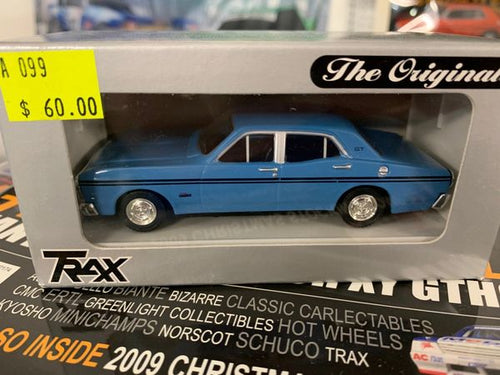 A 099
$ 60.00
The Original
GT
TRAX
XY GTH
BIANTE BIZARRE CLASSIC CARLECTABLES
CMC ERTL GREENLIGHT COLLECTIBLES HOT WHEELS
KYOSHO MINICHAMPS NORSCOT SCHUCO TRAX
SO INSIDE 2009 CHRISTMA